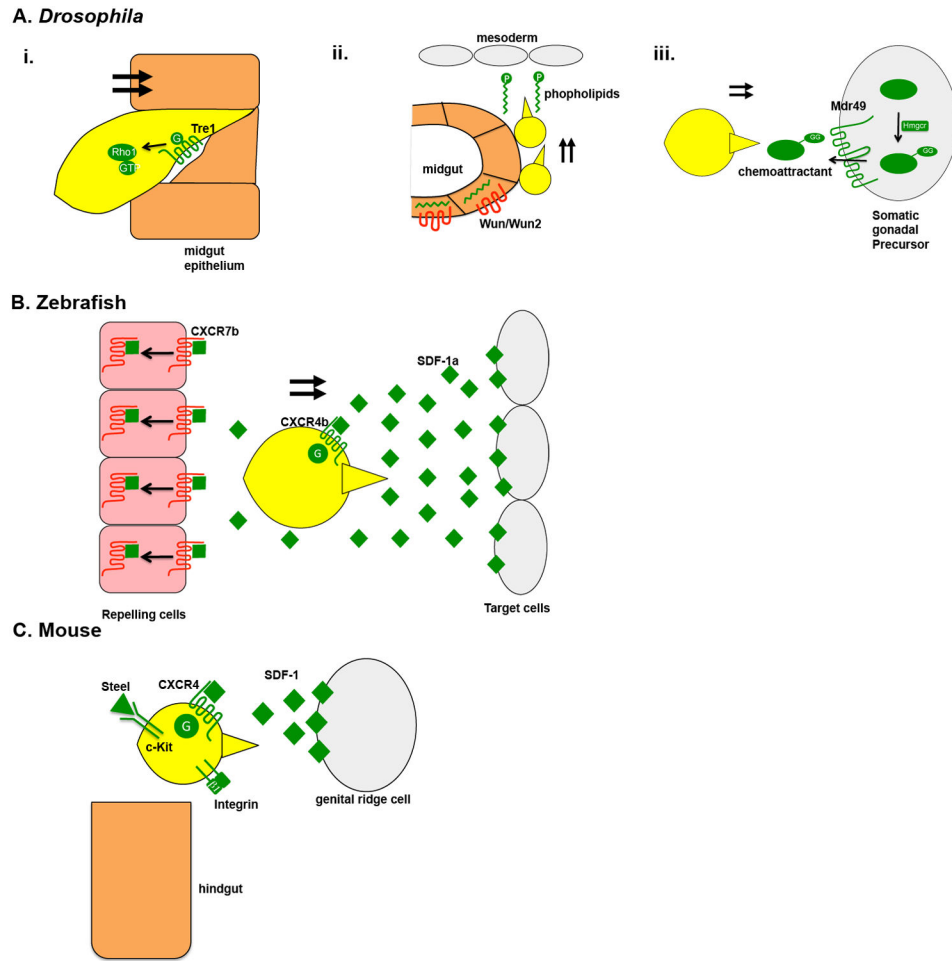 A. Drosophila
i.
Tre1
G
Rho1
GTP
midgut
epithelium
ii.
mesoderm
P
P
phopholipids
midgut
Wun/Wun2
iii.
Mdr49
Hmgcr
GG
GG
chemoattractant
Somatic
gonadal
Precursor
B. Zebrafish
CXCR7b
SDF-1a
CXCR4b
G
Repelling cells
Target cells
C. Mouse
Steel
CXCR4
SDF-1
G
c-Kit
β1
Integrin
genital ridge cell
hindgut